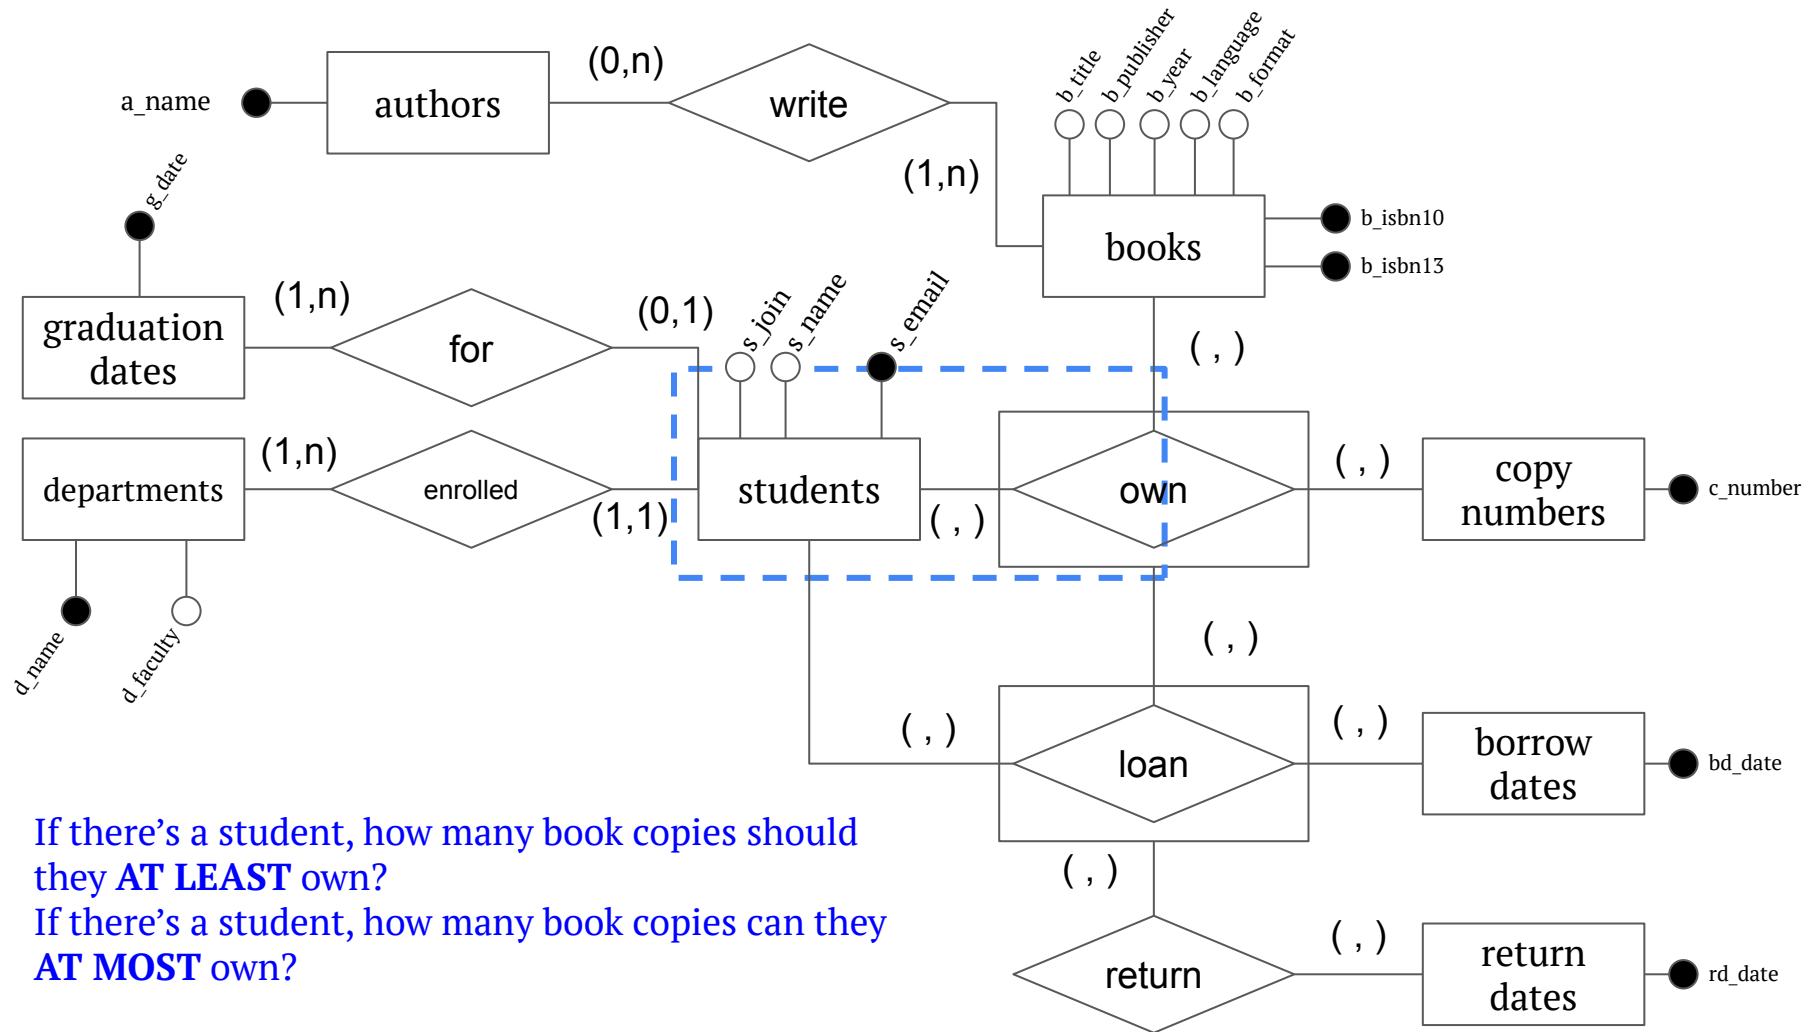 a_name
authors
(0,n)
write
(1,n)
b_title
b_publisher
b_year
b_language
b_format
books
b_isbn10
b_isbn13
g_date
graduation
dates
(1,n)
for
(0,1)
s_join
s_name
s_email
( , )
departments
(1,n)
enrolled
(1,1)
students
( , )
own
( , )
copy
numbers
c_number
d_name
d_faculty
( , )
( , )
loan
( , )
borrow
dates
bd_date
( , )
return
( , )
return
dates
rd_date
If there’s a student, how many book copies should
they AT LEAST own?
If there’s a student, how many book copies can they
AT MOST own?